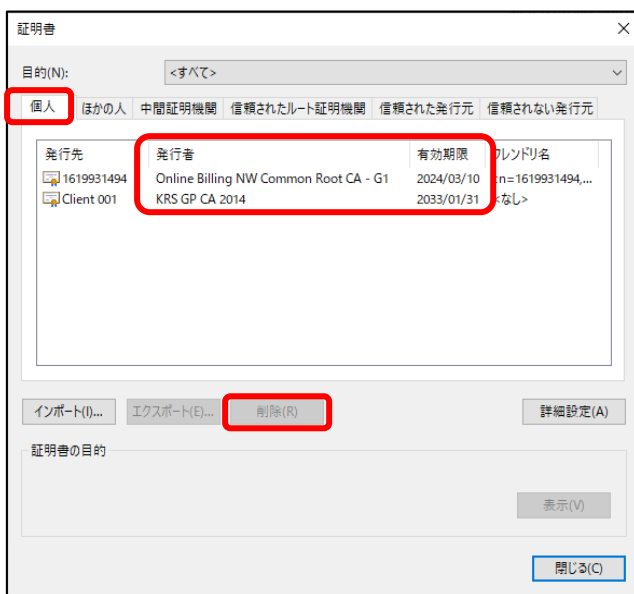 証明書
目的(N): <すべて>
個人 ほかの人 中間証明機関 信頼されたルート証明機関 信頼された発行元 信頼されない発行元
発行先 発行者 有効期限 フレンドリ名
1619931494 Online Billing NW Common Root CA - G1 2024/03/10 cn=1619931494,...
Client 001 KRS GP CA 2014 2033/01/31 <なし>
インポート(I)... エクスポート(E)... 削除(R) 詳細設定(A)
証明書の目的
表示(V)
閉じる(C)